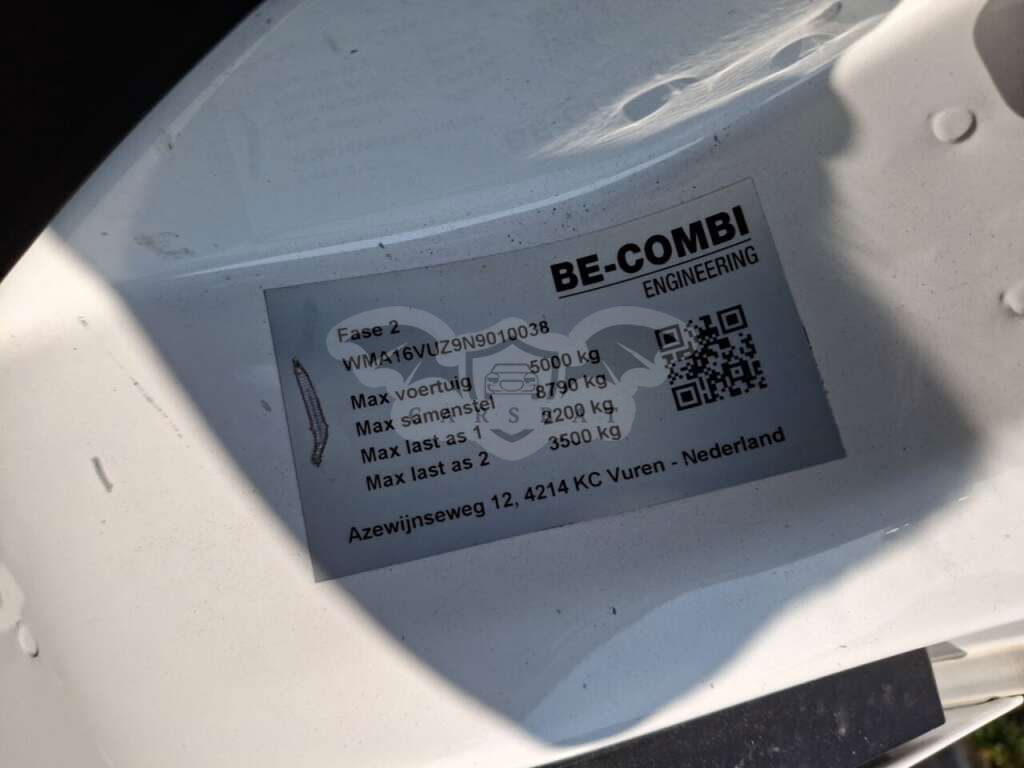 BE-COMBI
ENGINEERING
Fase 2
WMA16VUZ9N9010038
Max voertuig 5000 kg
Max samenstel 8790 kg
Max last as 1 2200 kg
Max last as 2 3500 kg
Azewijnseweg 12, 4214 KC Vuren - Nederland